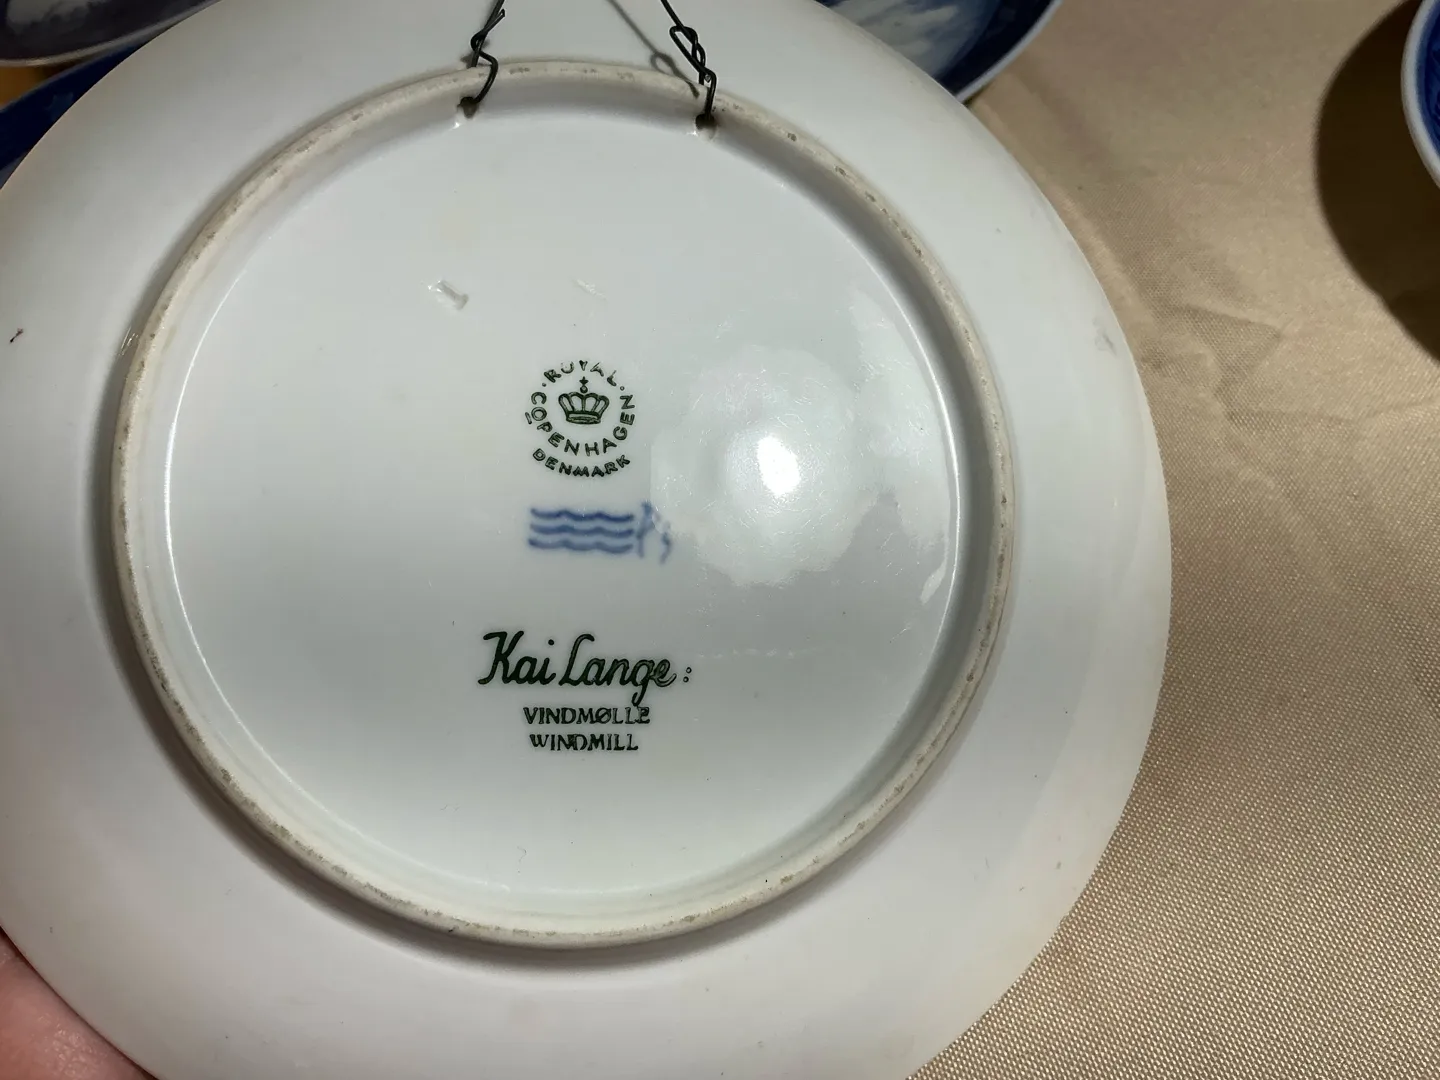 ROYAL
COPENHAGEN
DENMARK
Kai Lange:
VINDMØLLE
WINDMILL